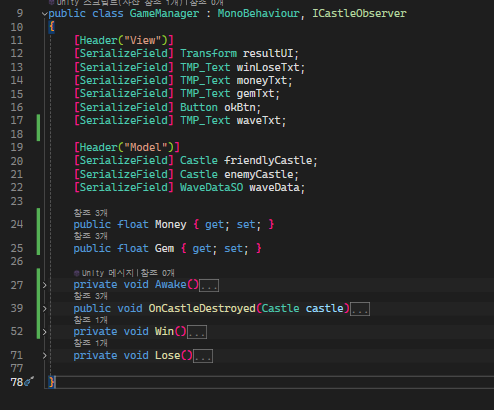 Unity 스크립트(자산 참조 1개)|참조 0개
9 public class GameManager : MonoBehaviour, ICastleObserver
10 {
11 [Header("View")]
12 [SerializeField] Transform resultUI;
13 [SerializeField] TMP_Text winLoseTxt;
14 [SerializeField] TMP_Text moneyTxt;
15 [SerializeField] TMP_Text gemTxt;
16 [SerializeField] Button okBtn;
17 [SerializeField] TMP_Text waveTxt;
18
19 [Header("Model")]
20 [SerializeField] Castle friendlyCastle;
21 [SerializeField] Castle enemyCastle;
22 [SerializeField] WaveDataSO waveData;
23
참조 3개
24 public float Money { get; set; }
참조 3개
25 public float Gem { get; set; }
26
Unity 메시지|참조 0개
27 private void Awake()...
참조 3개
39 public void OnCastleDestroyed(Castle castle)...
참조 1개
52 private void Win()...
참조 1개
71 private void Lose()...
77
78 }